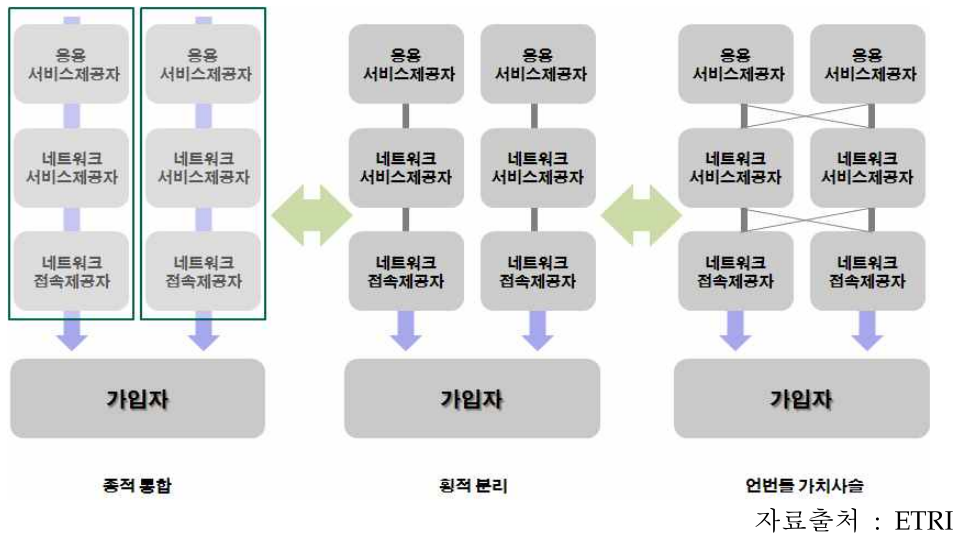 응용
서비스제공자
응용
서비스제공자
네트워크
서비스제공자
네트워크
서비스제공자
네트워크
접속제공자
네트워크
접속제공자
가입자
종적 통합
응용
서비스제공자
응용
서비스제공자
네트워크
서비스제공자
네트워크
서비스제공자
네트워크
접속제공자
네트워크
접속제공자
가입자
횡적 분리
응용
서비스제공자
응용
서비스제공자
네트워크
서비스제공자
네트워크
서비스제공자
네트워크
접속제공자
네트워크
접속제공자
가입자
언번들 가치사슬
자료출처 : ETRI